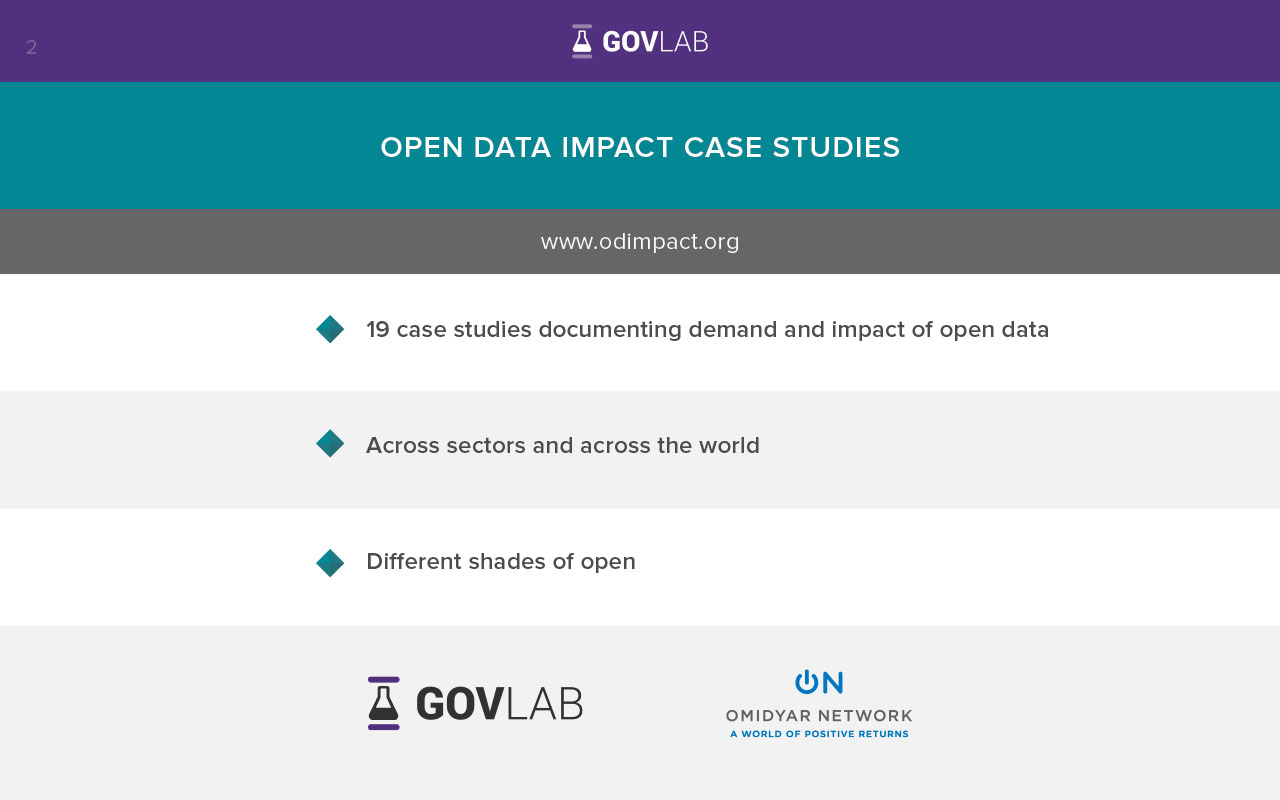 2
GOVLAB
OPEN DATA IMPACT CASE STUDIES
www.odimpact.org
19 case studies documenting demand and impact of open data
Across sectors and across the world
Different shades of open
GOVLAB
ON
OMIDYAR NETWORK
A WORLD OF POSITIVE RETURNS